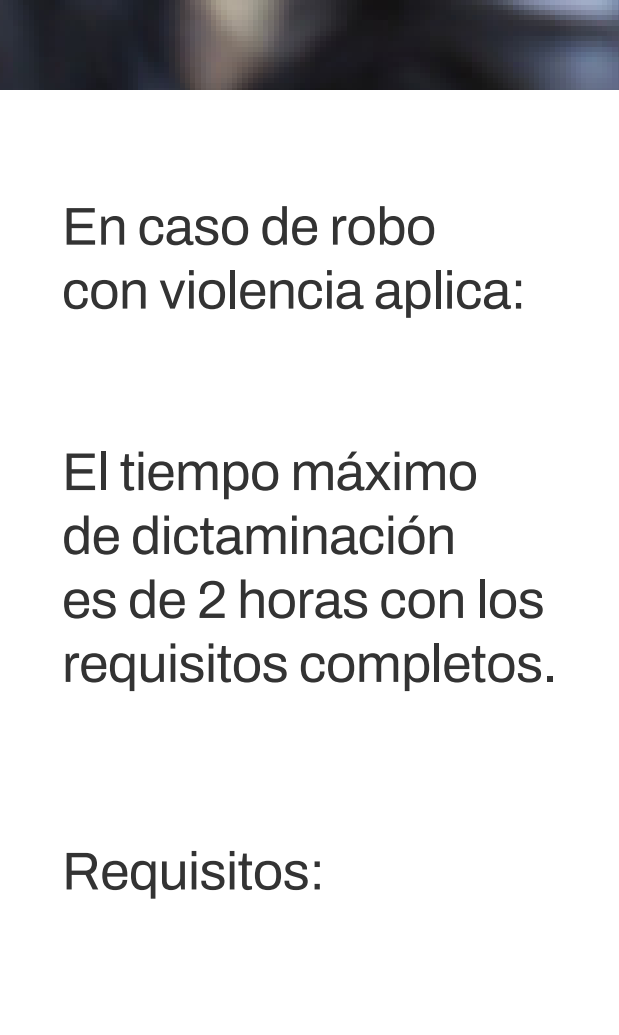 En caso de robo
con violencia aplica:
El tiempo máximo
de dictaminación
es de 2 horas con los
requisitos completos.
Requisitos: